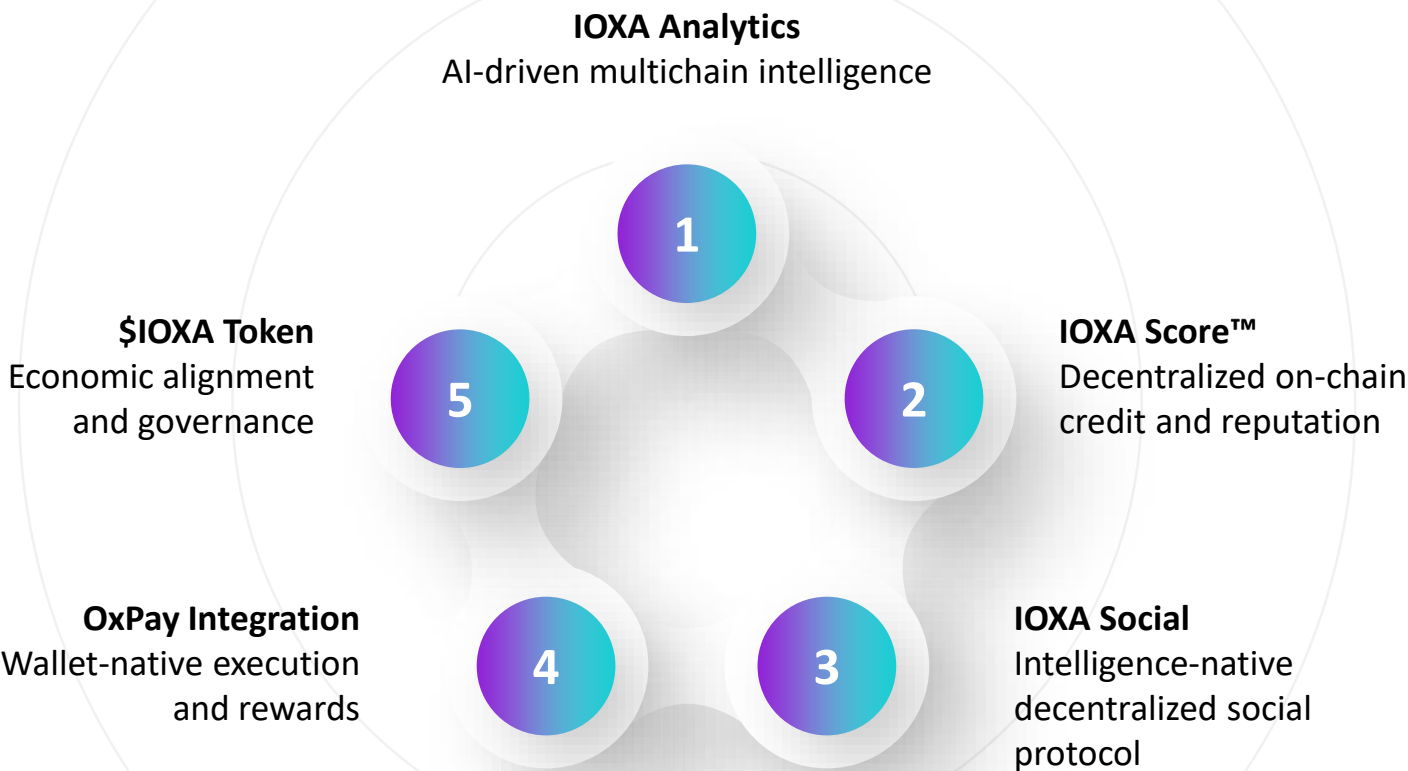 IOXA Analytics
AI-driven multichain intelligence
1
IOXA Score™
Decentralized on-chain
credit and reputation
2
IOXA Social
Intelligence-native
decentralized social
protocol
3
OxPay Integration
Wallet-native execution
and rewards
4
$IOXA Token
Economic alignment
and governance
5